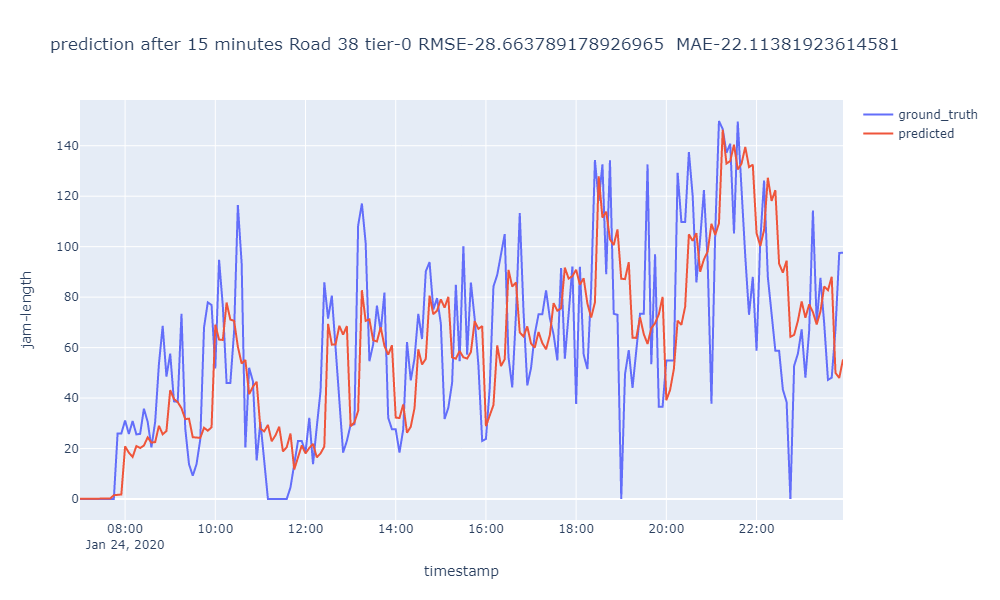 prediction after 15 minutes Road 38 tier-0 RMSE-28.663789178926965  MAE-22.11381923614581
ground_truth
predicted
jam-length
140
120
100
80
60
40
20
0
08:00 10:00 12:00 14:00 16:00 18:00 20:00 22:00
Jan 24, 2020
timestamp